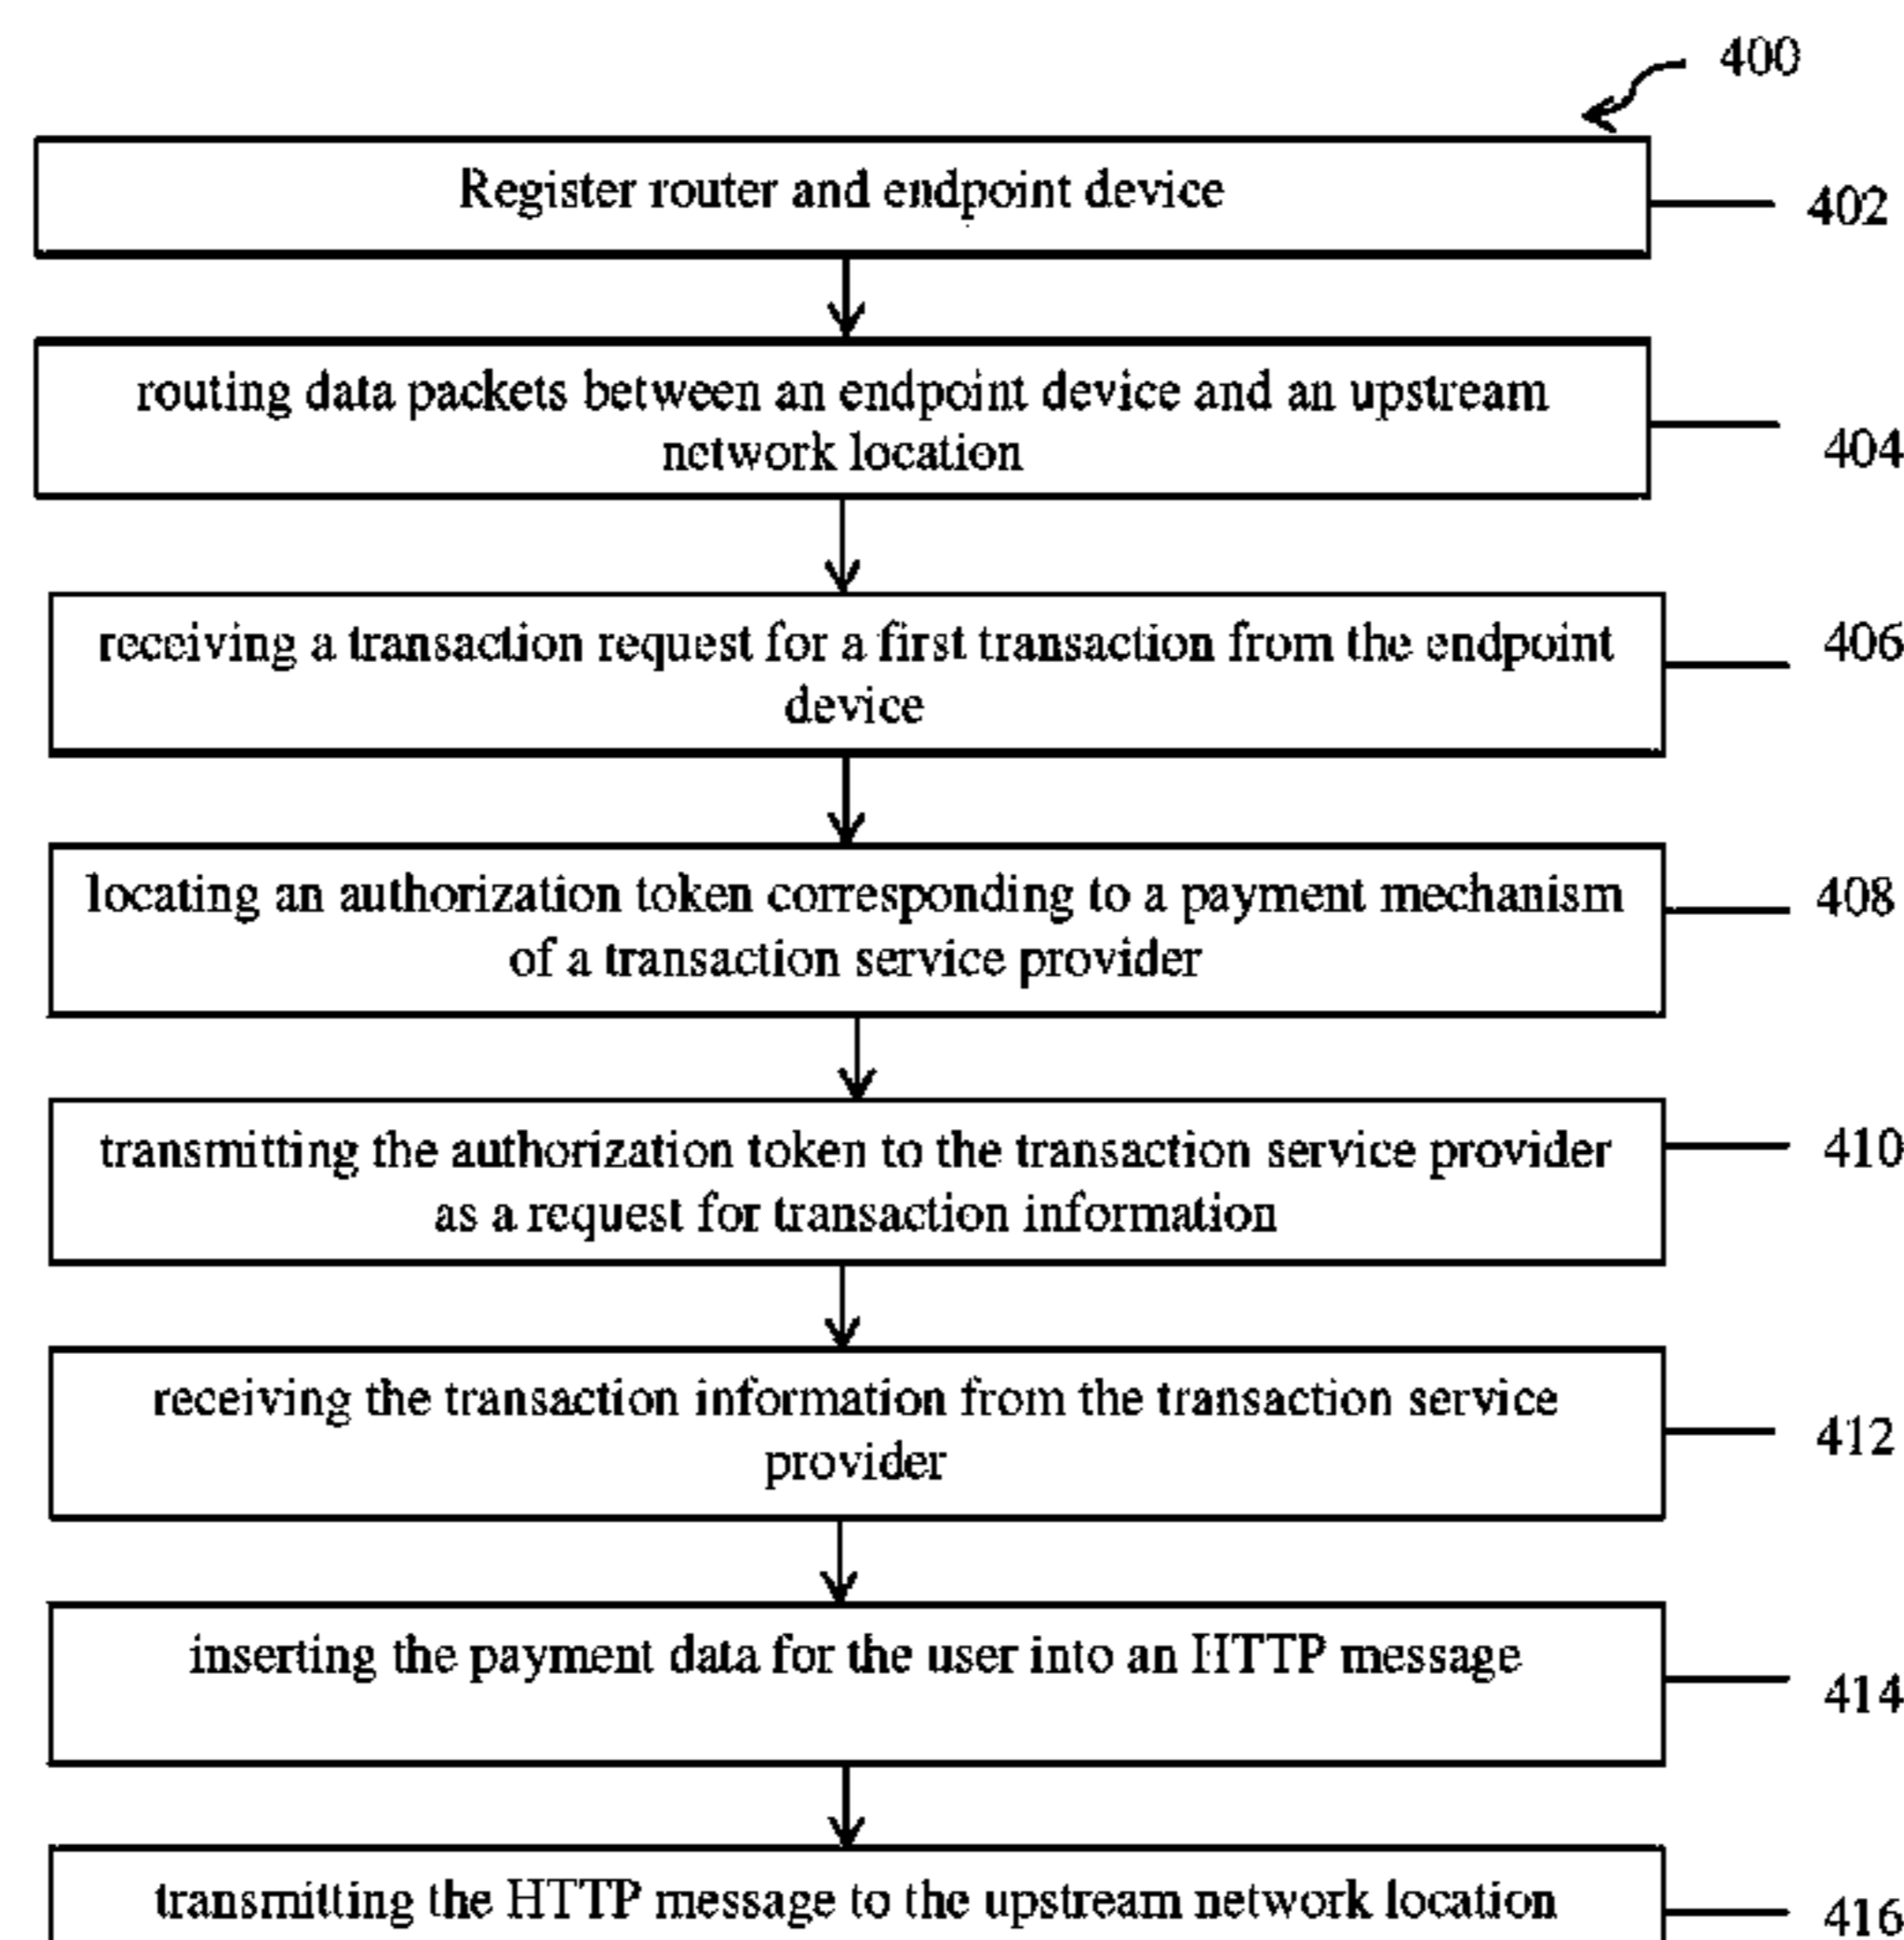 400
Register router and endpoint device
402
routing data packets between an endpoint device and an upstream
network location
404
receiving a transaction request for a first transaction from the endpoint
device
406
locating an authorization token corresponding to a payment mechanism
of a transaction service provider
408
transmitting the authorization token to the transaction service provider
as a request for transaction information
410
receiving the transaction information from the transaction service
provider
412
inserting the payment data for the user into an HTTP message
414
transmitting the HTTP message to the upstream network location
416